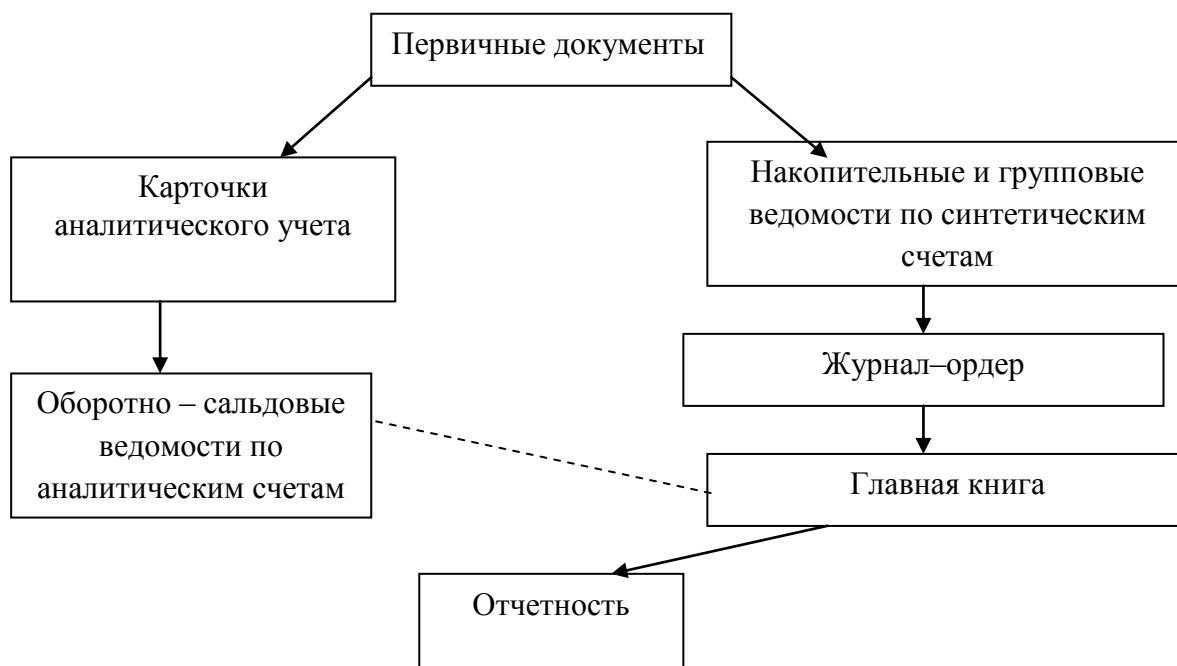 Первичные документы
Карточки
аналитического учета
Накопительные и групповые
ведомости по синтетическим
счетам
Журнал–ордер
Оборотно – сальдовые
ведомости по
аналитическим счетам
Главная книга
Отчетность